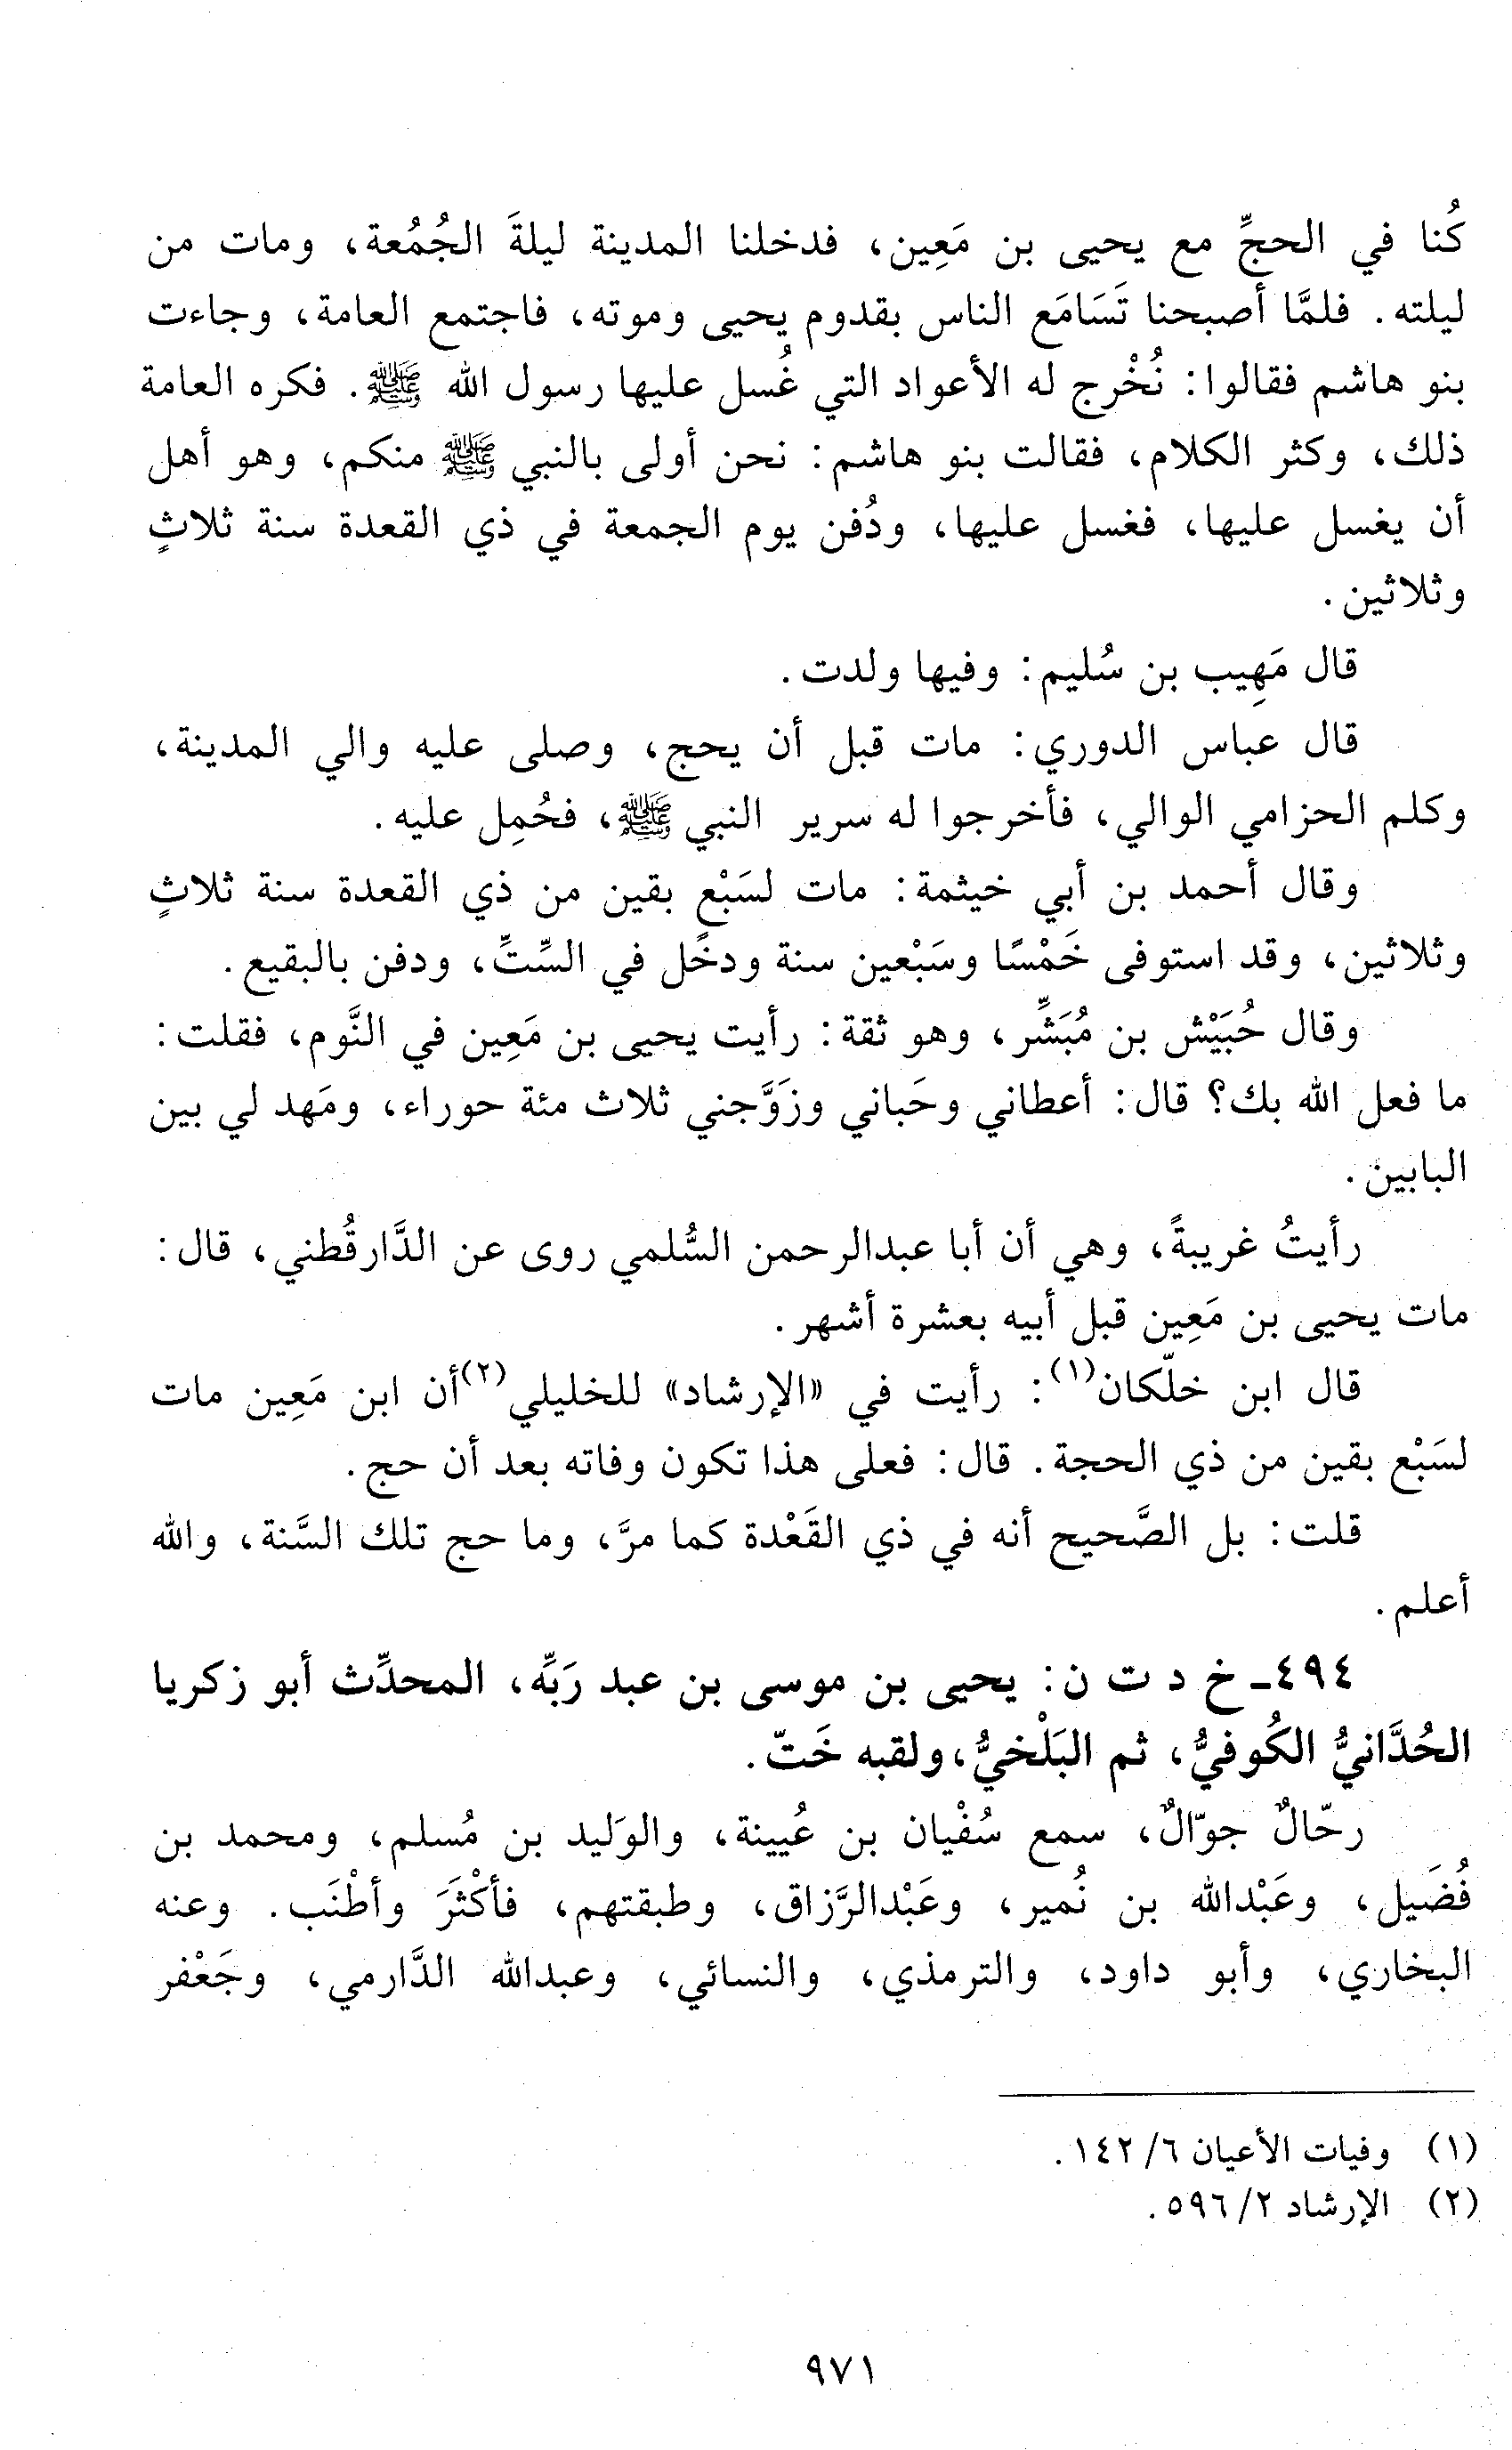 كُنا في الحجِّ مع يحيى بن مَعِين، فدخلنا المدينة ليلةَ الجُمُعة، ومات من
ليلته. فلمَّا أصبحنا تَسَامَع الناس بقدوم يحيى وموته، فاجتمع العامة، وجاءت
بنو هاشم فقالوا: نُخْرج له الأعواد التي غُسل عليها رسول الله ﷺ. فكره العامة
ذلك، وكثر الكلام، فقالت بنو هاشم: نحن أولى بالنبي ﷺ منكم، وهو أهل
أن يغسل عليها، فغسل عليها، ودُفن يوم الجمعة في ذي القعدة سنة ثلاثٍ
وثلاثين.
قال مَهِيب بن سُليم: وفيها ولدت.
قال عباس الدوري: مات قبل أن يحج، وصلى عليه والي المدينة،
وكلم الحزامي الوالي، فأخرجوا له سرير النبي ﷺ، فحُمِل عليه.
وقال أحمد بن أبي خيثمة: مات لسَبْع بقين من ذي القعدة سنة ثلاثٍ
وثلاثين، وقد استوفى خَمْسًا وسَبْعين سنة ودخل في السِّتِّ، ودفن بالبقيع.
وقال حُبَيْش بن مُبَشِّر، وهو ثقة: رأيت يحيى بن مَعِين في النَّوم، فقلت:
ما فعل الله بك؟ قال: أعطاني وحَباني وزَوَّجني ثلاث مئة حوراء، ومَهد لي بين
البابين.
رأيتُ غريبةً، وهي أن أبا عبدالرحمن السُّلمي روى عن الدَّارقُطني، قال:
مات يحيى بن مَعِين قبل أبيه بعشرة أشهر.
قال ابن خلّكان(١): رأيت في «الإرشاد» للخليلي(٢) أن ابن مَعِين مات
لسَبْع بقين من ذي الحجة. قال: فعلى هذا تكون وفاته بعد أن حج.
قلت: بل الصَّحيح أنه في ذي القَعْدة كما مرَّ، وما حج تلك السَّنة، والله
أعلم.
٤٩٤ـ خ د ت ن: يحيى بن موسى بن عبد رَبِّه، المحدِّث أبو زكريا
الحُدَّانيُّ الكُوفيُّ، ثم البَلْخيُّ، ولقبه خَتّ.
رحّالٌ جوّالٌ، سمع سُفْيان بن عُيينة، والوَليد بن مُسلم، ومحمد بن
فُضَيل، وعَبْدالله بن نُمير، وعَبْدالرَّزاق، وطبقتهم، فأكْثَرَ وأطْنَب. وعنه
البخاري، وأبو داود، والترمذي، والنسائي، وعبدالله الدَّارمي، وجَعْفر
(١) وفيات الأعيان ٦/ ١٤٢.
(٢) الإرشاد ٢/ ٥٩٦.
٩٧١